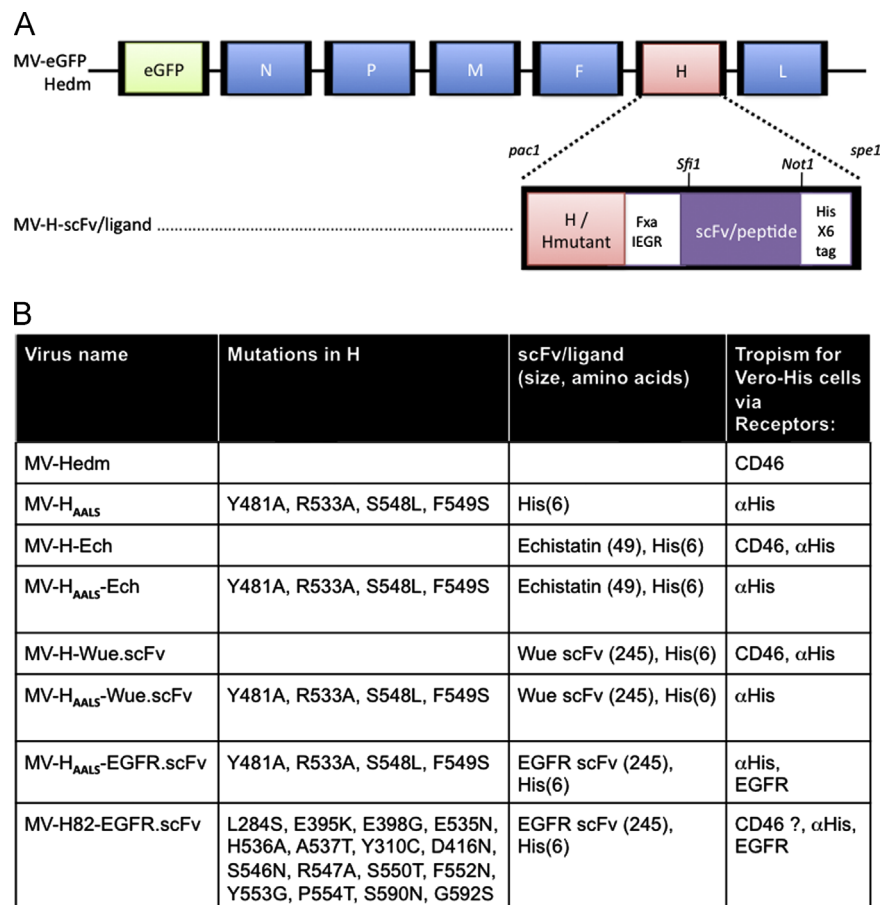 A
MV-eGFP
Hedm
eGFP
N
P
M
F
H
L
pac1
Sfi1
Not1
spe1
MV-H-scFv/ligand
H /
Hmutant
Fxa
IEGR
scFv/peptide
His
X6
tag
B
Virus name
Mutations in H
scFv/ligand
(size, amino acids)
Tropism for
Vero-His cells
via
Receptors:
MV-Hedm
CD46
MV-HAALS
Y481A, R533A, S548L, F549S
His(6)
αHis
MV-H-Ech
Echistatin (49), His(6)
CD46, αHis
MV-HAALS-Ech
Y481A, R533A, S548L, F549S
Echistatin (49), His(6)
αHis
MV-H-Wue.scFv
Wue scFv (245), His(6)
CD46, αHis
MV-HAALS-Wue.scFv
Y481A, R533A, S548L, F549S
Wue scFv (245), His(6)
αHis
MV-HAALS-EGFR.scFv
Y481A, R533A, S548L, F549S
EGFR scFv (245),
His(6)
αHis,
EGFR
MV-H82-EGFR.scFv
L284S, E395K, E398G, E535N,
H536A, A537T, Y310C, D416N,
S546N, R547A, S550T, F552N,
Y553G, P554T, S590N, G592S
EGFR scFv (245),
His(6)
CD46 ?, αHis,
EGFR